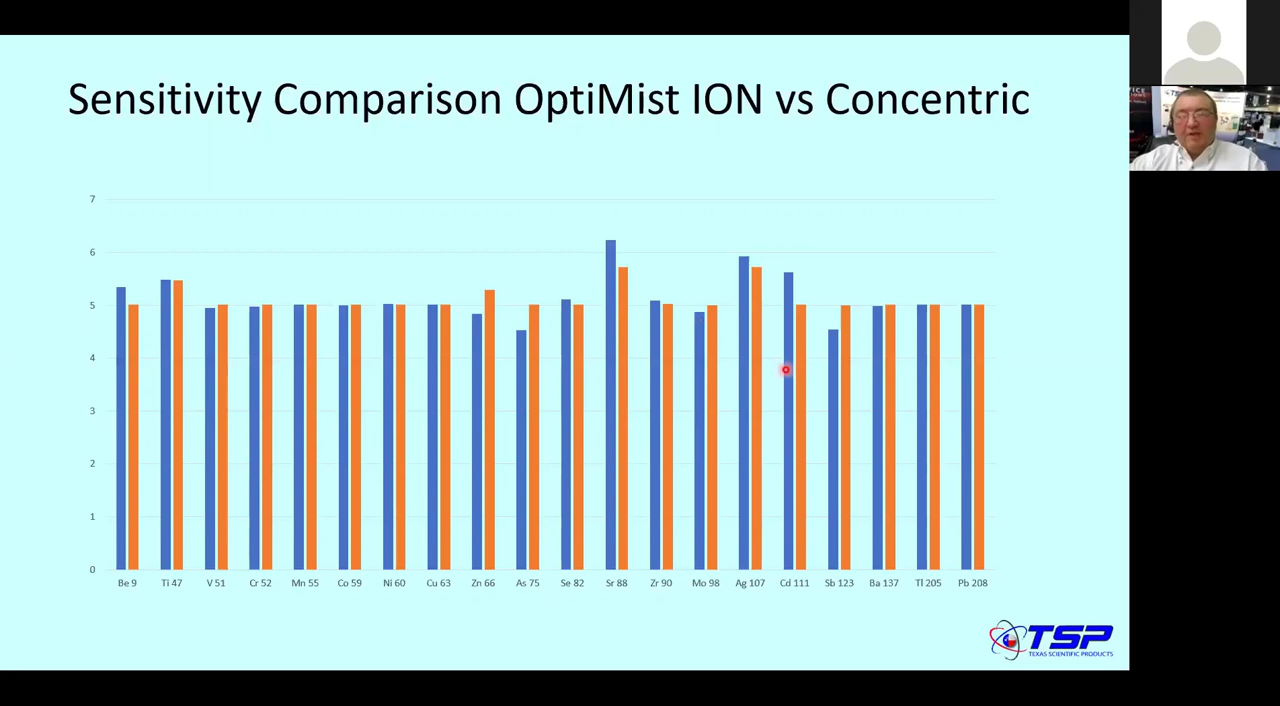 Sensitivity Comparison OptiMist ION vs Concentric
7
6
5
4
3
2
1
0
Be 9 Ti 47 V 51 Cr 52 Mn 55 Co 59 Ni 60 Cu 63 Zn 66 As 75 Se 82 Sr 88 Zr 90 Mo 98 Ag 107 Cd 111 Sb 123 Ba 137 Tl 205 Pb 208
TSP
TEXAS SCIENTIFIC PRODUCTS